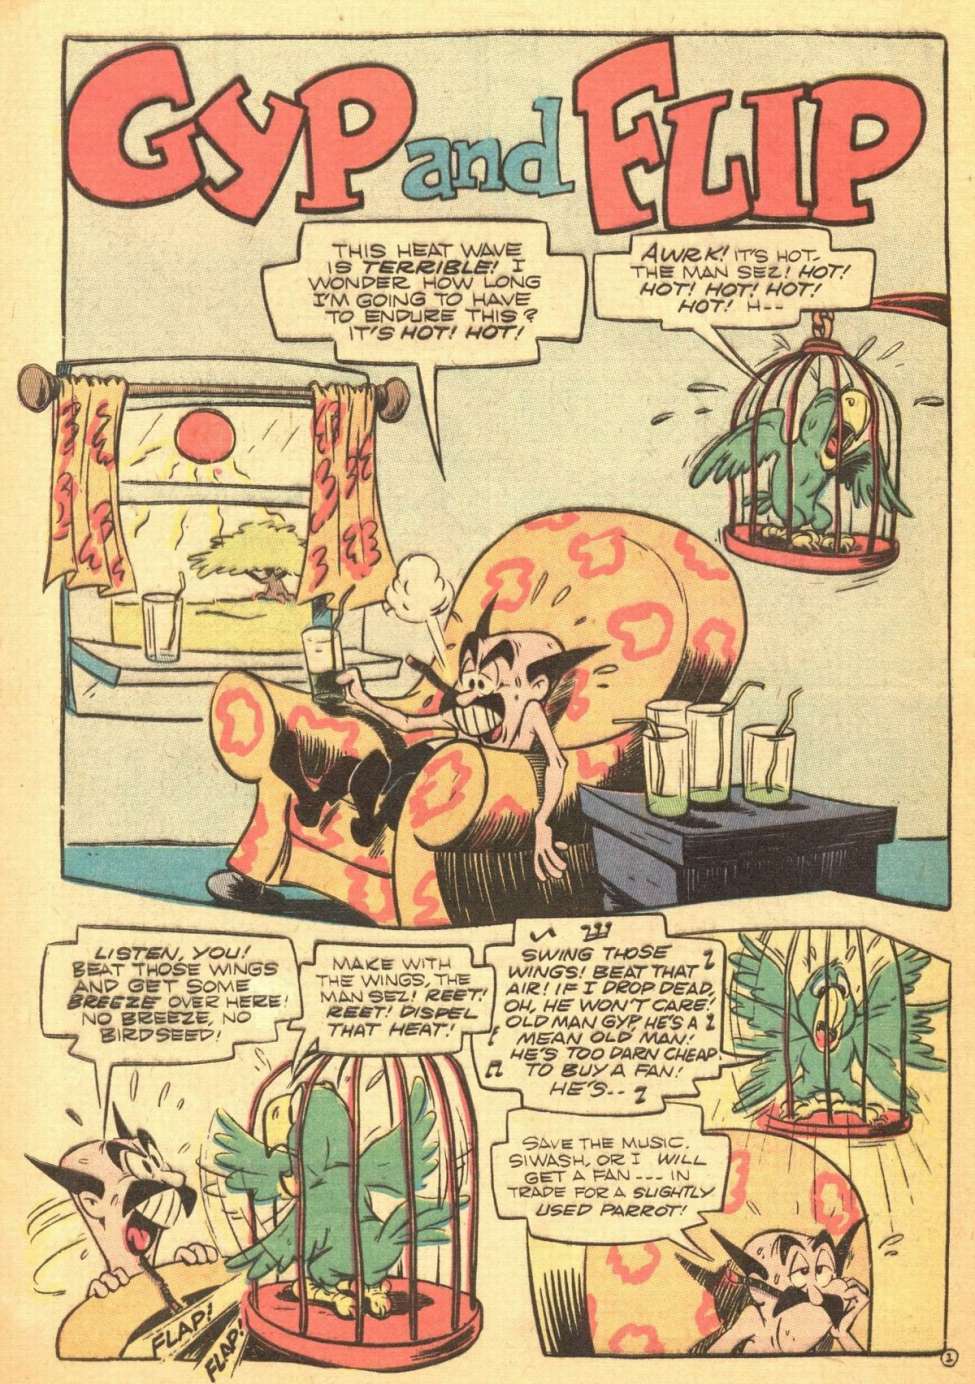 GYP and FLIP
THIS HEAT WAVE
IS TERRIBLE! I
WONDER HOW LONG
I'M GOING TO HAVE
TO ENDURE THIS?
IT'S HOT! HOT!
AWRK! IT'S HOT,
THE MAN SEZ! HOT!
HOT! HOT! HOT!
HOT! H--
LISTEN, YOU!
BEAT THOSE WINGS
AND GET SOME
BREEZE OVER HERE!
NO BREEZE, NO
BIRDSEED!
MAKE WITH
THE WINGS, THE
MAN SEZ! REET!
REET! DISPEL
THAT HEAT!
FLAP!
FLAP!
SWING THOSE
WINGS! BEAT THAT
AIR! IF I DROP DEAD,
OH, HE WON'T CARE!
OLD MAN GYP, HE'S A
MEAN OLD MAN!
HE'S TOO DARN CHEAP
TO BUY A FAN!
HE'S--
SAVE THE MUSIC,
SIWASH, OR I WILL
GET A FAN --- IN
TRADE FOR A SLIGHTLY
USED PARROT!
1